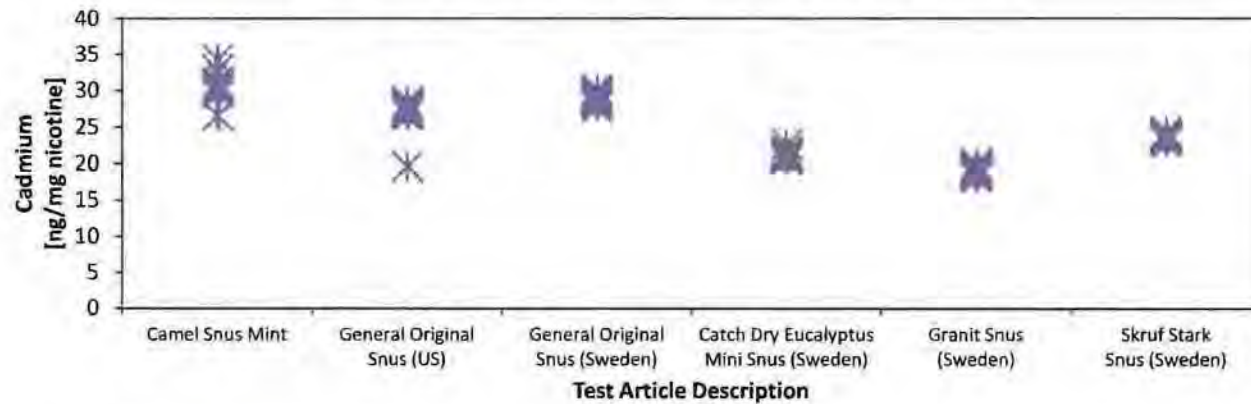 40
35
30
25
20
15
10
5
0
Cadmium
[ng/mg nicotine]
Camel Snus Mint
General Original
Snus (US)
General Original
Snus (Sweden)
Catch Dry Eucalyptus
Mini Snus (Sweden)
Granit Snus
(Sweden)
Skruf Stark
Snus (Sweden)
Test Article Description